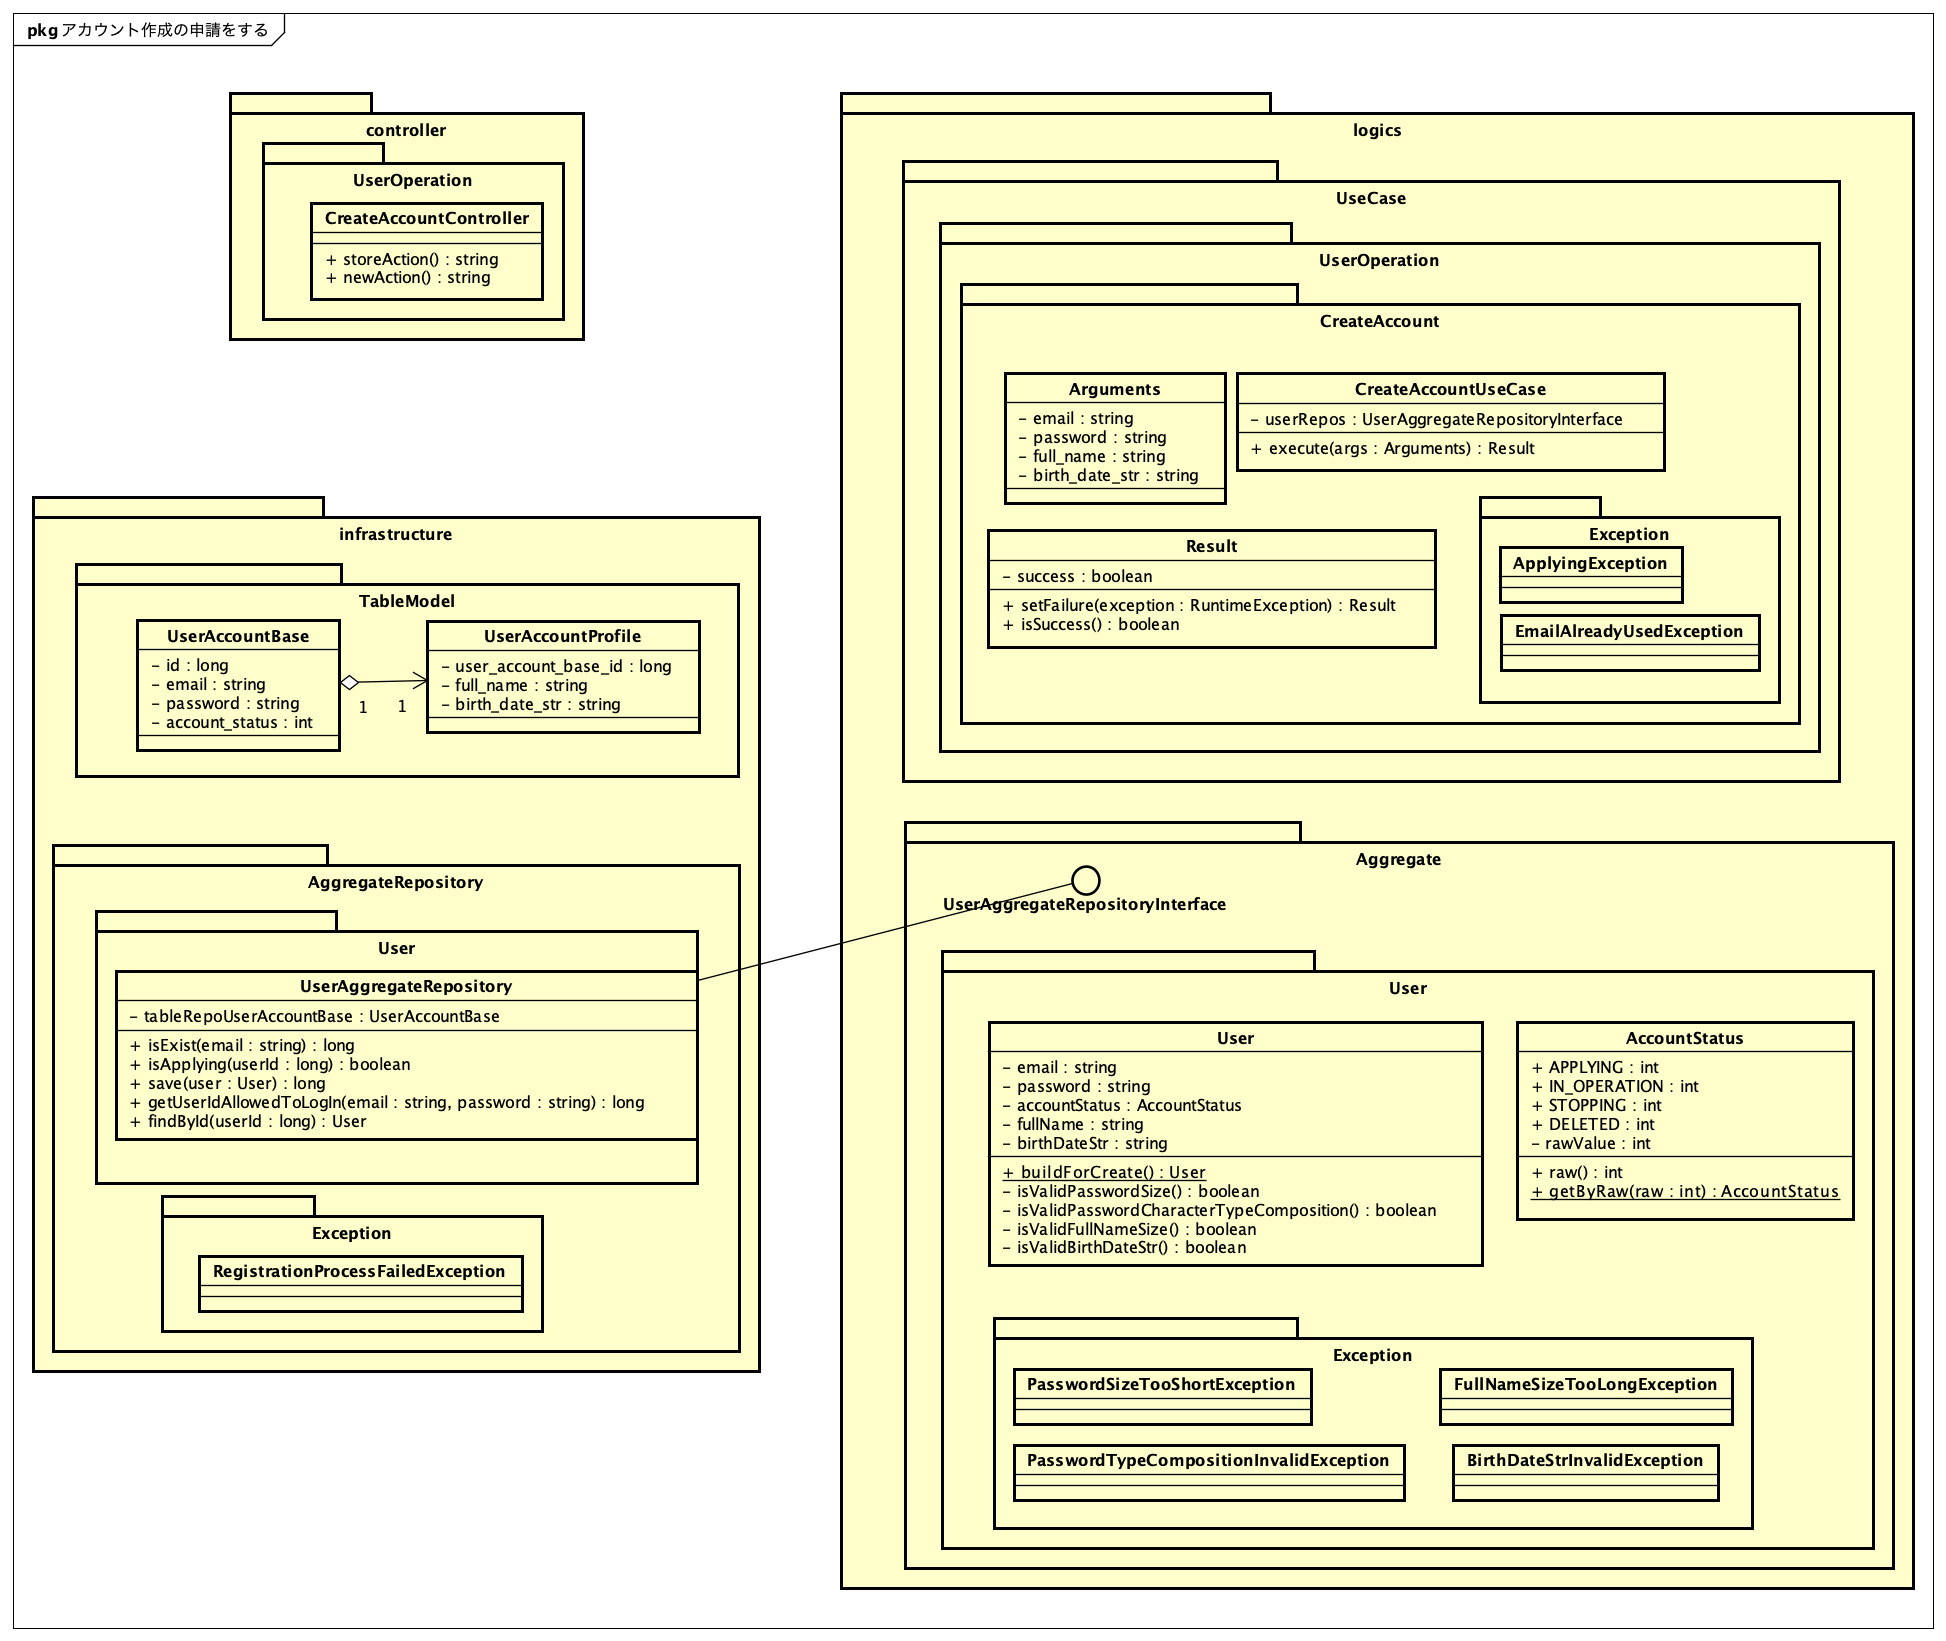 pkg アカウント作成の申請をする
controller
UserOperation
CreateAccountController
+ storeAction() : string
+ newAction() : string
infrastructure
TableModel
UserAccountBase
- id : long
- email : string
- password : string
- account_status : int
1
1
UserAccountProfile
- user_account_base_id : long
- full_name : string
- birth_date_str : string
AggregateRepository
User
UserAggregateRepository
- tableRepoUserAccountBase : UserAccountBase
+ isExist(email : string) : long
+ isApplying(userId : long) : boolean
+ save(user : User) : long
+ getUserIdAllowedToLogIn(email : string, password : string) : long
+ findById(userId : long) : User
Exception
RegistrationProcessFailedException
logics
UseCase
UserOperation
CreateAccount
Arguments
- email : string
- password : string
- full_name : string
- birth_date_str : string
CreateAccountUseCase
- userRepos : UserAggregateRepositoryInterface
+ execute(args : Arguments) : Result
Result
- success : boolean
+ setFailure(exception : RuntimeException) : Result
+ isSuccess() : boolean
Exception
ApplyingException
EmailAlreadyUsedException
Aggregate
UserAggregateRepositoryInterface
User
User
- email : string
- password : string
- accountStatus : AccountStatus
- fullName : string
- birthDateStr : string
+ buildForCreate() : User
- isValidPasswordSize() : boolean
- isValidPasswordCharacterTypeComposition() : boolean
- isValidFullNameSize() : boolean
- isValidBirthDateStr() : boolean
AccountStatus
+ APPLYING : int
+ IN_OPERATION : int
+ STOPPING : int
+ DELETED : int
- rawValue : int
+ raw() : int
+ getByRaw(raw : int) : AccountStatus
Exception
PasswordSizeTooShortException
FullNameSizeTooLongException
PasswordTypeCompositionInvalidException
BirthDateStrInvalidException